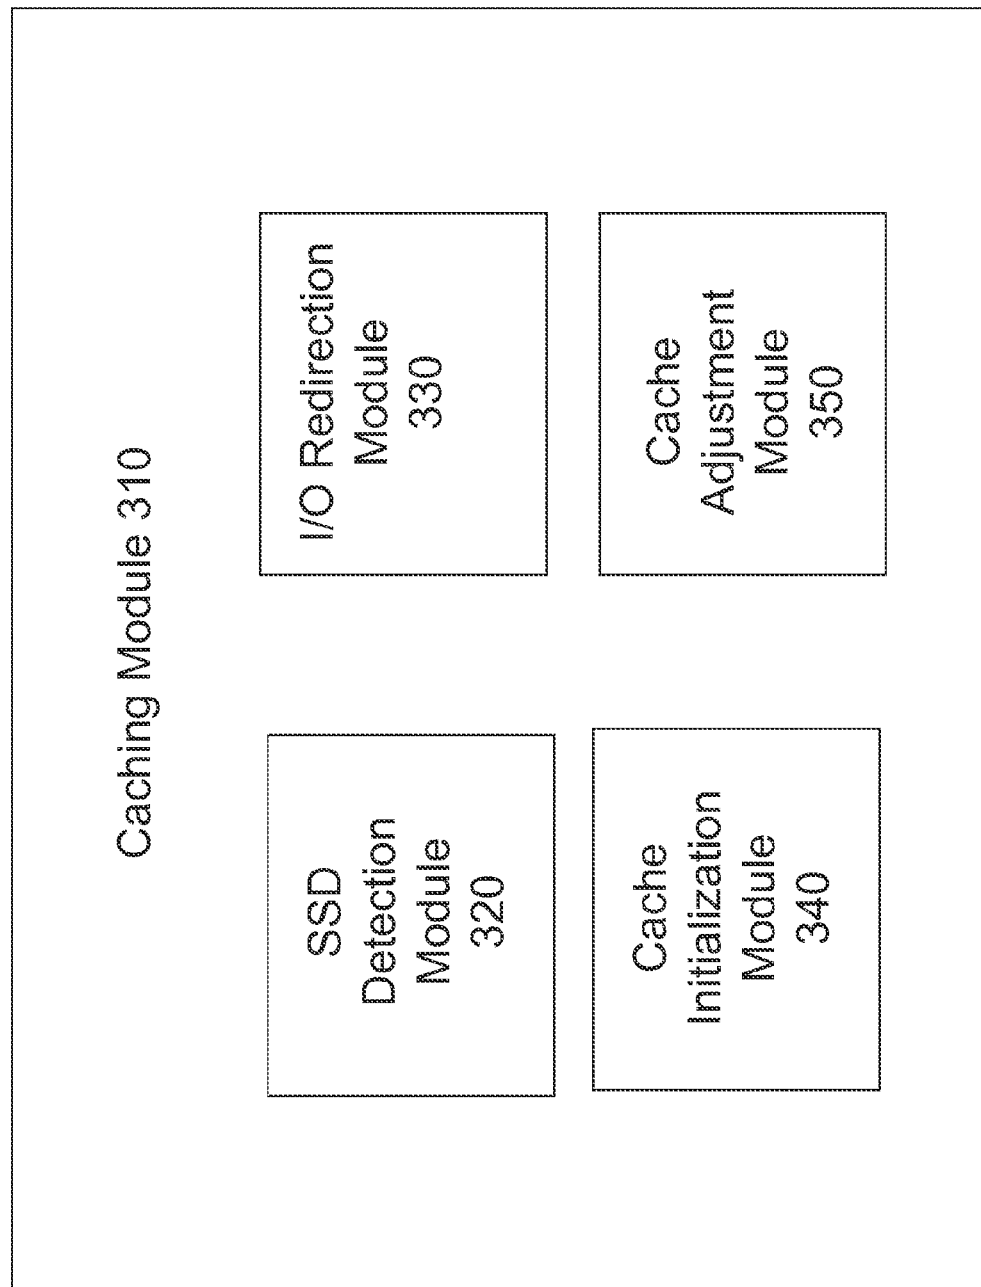 Caching Module 310
SSD
Detection
Module
320
I/O Redirection
Module
330
Cache
Initialization
Module
340
Cache
Adjustment
Module
350